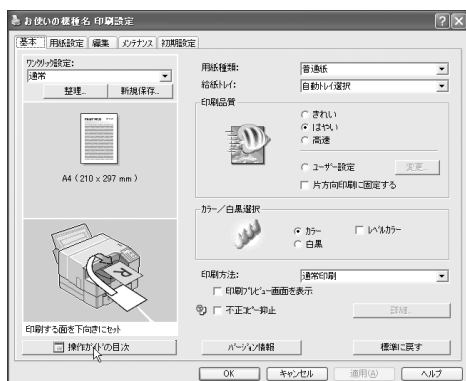 お使いの機種名 印刷設定
基本 用紙設定 編集 メンテナンス 初期設定
ワンクリック設定:
通常
整理... 新規保存...
A4 (210 x 297 mm)
印刷する面を下向きにセット
操作ガイドの目次
用紙種類: 普通紙
給紙トレイ: 自動トレイ選択
印刷品質
きれい
はやい
高速
ユーザー設定 変更...
片方向印刷に固定する
カラー/白黒選択
カラー レベルカラー
白黒
印刷方法: 通常印刷
印刷プレビュー画面を表示
不正コピー抑止 詳細...
バージョン情報 標準に戻す
OK キャンセル 適用(A) ヘルプ